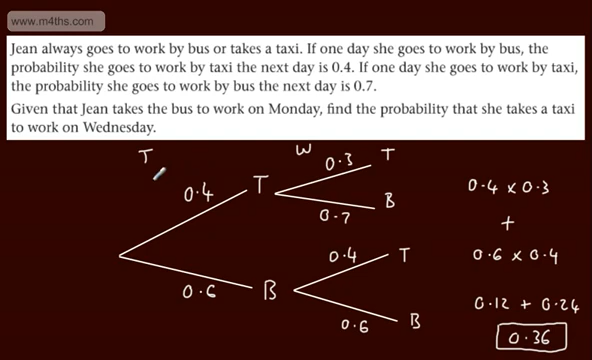 www.m4ths.com
Jean always goes to work by bus or takes a taxi. If one day she goes to work by bus, the
probability she goes to work by taxi the next day is 0.4. If one day she goes to work by taxi,
the probability she goes to work by bus the next day is 0.7.
Given that Jean takes the bus to work on Monday, find the probability that she takes a taxi
to work on Wednesday.
T W
0.3 T
0.4 T
0.7 B
0.4 T
0.6 B
0.6 B
0.4 x 0.3
+
0.6 x 0.4
0.12 + 0.24
0.36